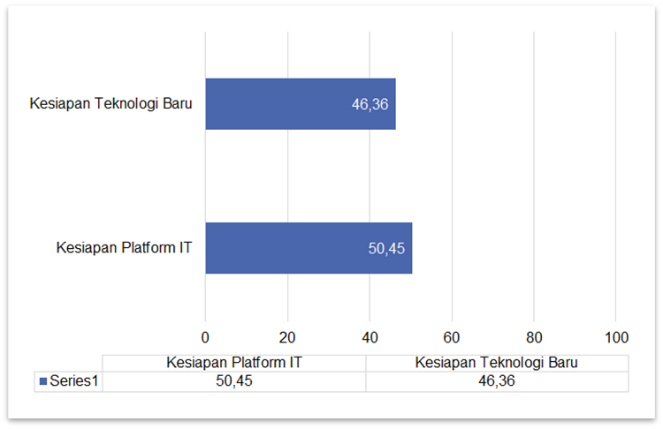 Kesiapan Teknologi Baru
46,36
Kesiapan Platform IT
50,45
0 20 40 60 80 100
Kesiapan Platform IT Kesiapan Teknologi Baru
Series1 50,45 46,36